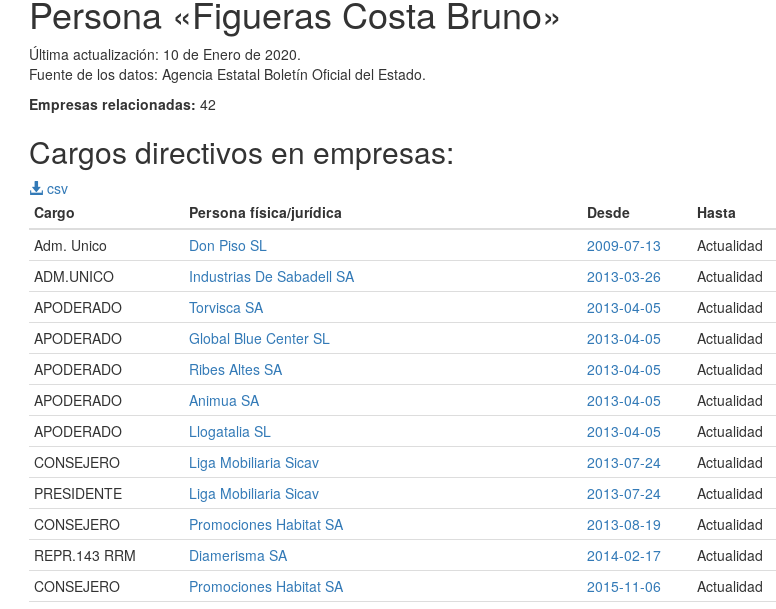 Persona «Figueras Costa Bruno»
Última actualización: 10 de Enero de 2020.
Fuente de los datos: Agencia Estatal Boletín Oficial del Estado.
Empresas relacionadas: 42
Cargos directivos en empresas:
csv
Cargo Persona física/jurídica Desde Hasta
Adm. Unico Don Piso SL 2009-07-13 Actualidad
ADM.UNICO Industrias De Sabadell SA 2013-03-26 Actualidad
APODERADO Torvisca SA 2013-04-05 Actualidad
APODERADO Global Blue Center SL 2013-04-05 Actualidad
APODERADO Ribes Altes SA 2013-04-05 Actualidad
APODERADO Animua SA 2013-04-05 Actualidad
APODERADO Llogatalia SL 2013-04-05 Actualidad
CONSEJERO Liga Mobiliaria Sicav 2013-07-24 Actualidad
PRESIDENTE Liga Mobiliaria Sicav 2013-07-24 Actualidad
CONSEJERO Promociones Habitat SA 2013-08-19 Actualidad
REPR.143 RRM Diamerisma SA 2014-02-17 Actualidad
CONSEJERO Promociones Habitat SA 2015-11-06 Actualidad